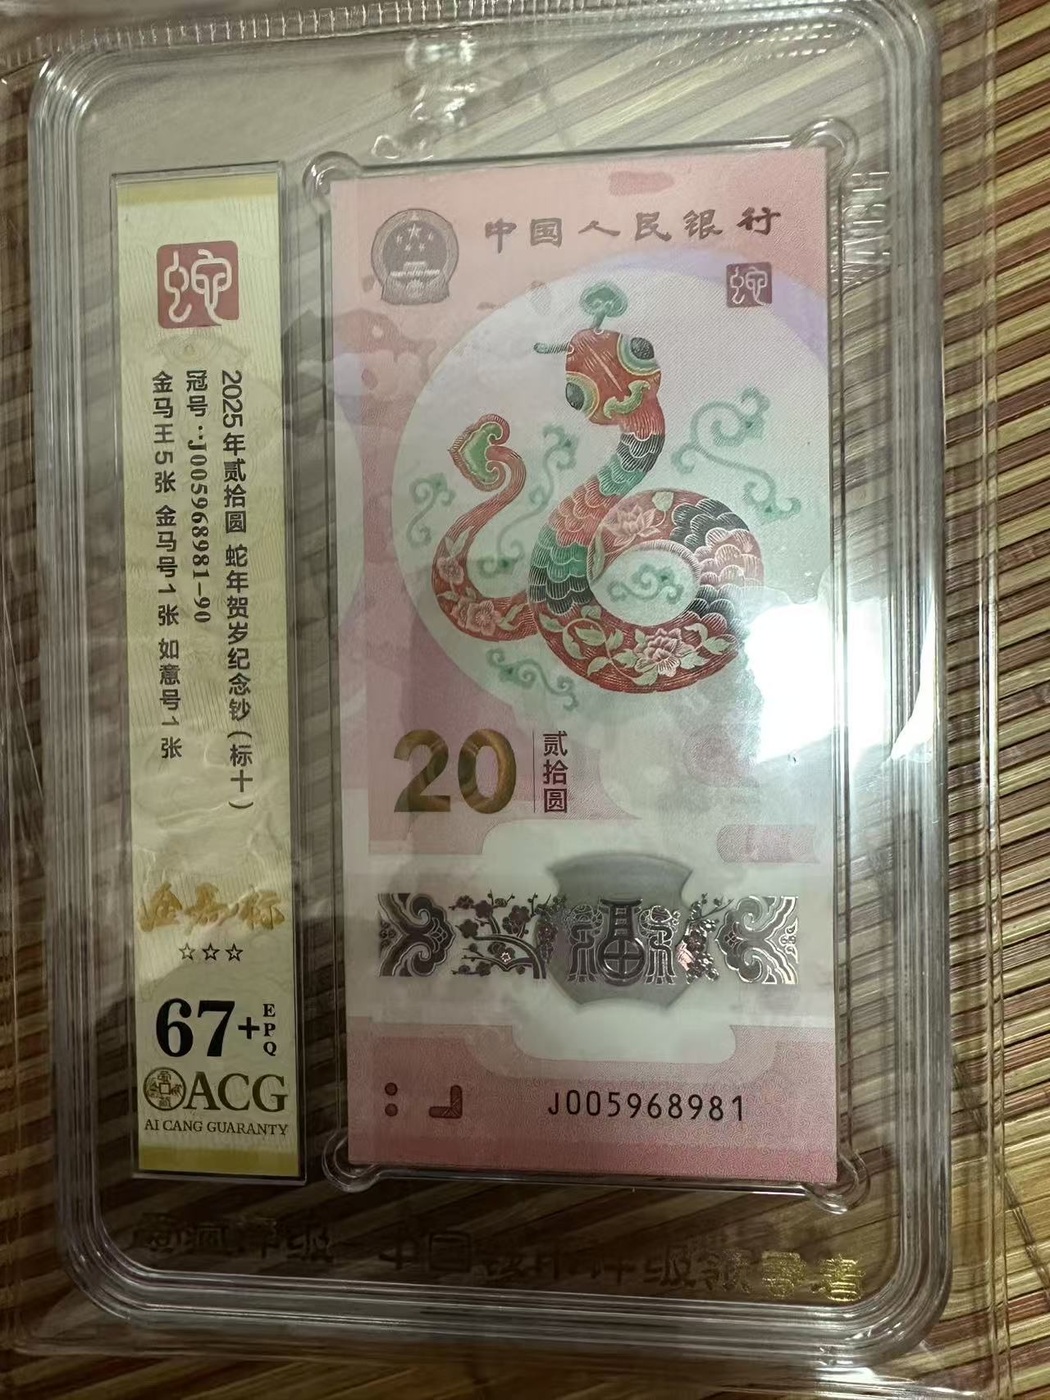 蛇
2025年贰拾圆 蛇年贺岁纪念钞(标十)
冠号:J005968981-90
金马王5张 金马号1张 如意号1张
☆☆☆
67+EPQ
ACG
AI CANG GUARANTY
中国人民银行
蛇
20 贰拾圆
福
J005968981